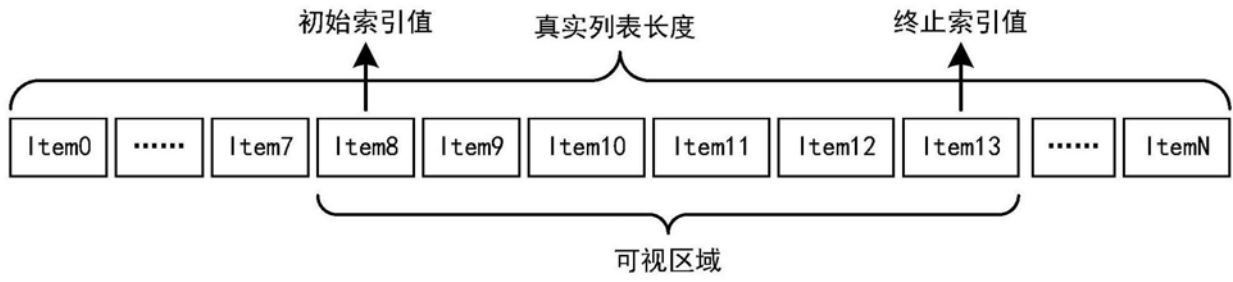 初始索引值 真实列表长度 终止索引值
Item0 …… Item7 Item8 Item9 Item10 Item11 Item12 Item13 …… ItemN
可视区域